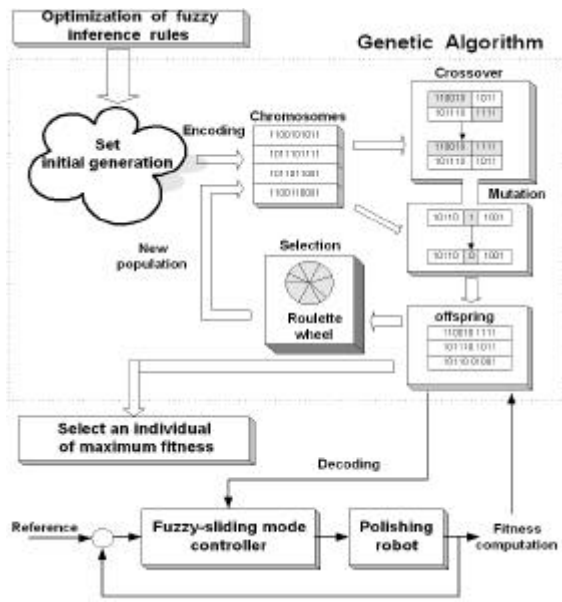 Optimization of fuzzy
inference rules
Genetic Algorithm
Crossover
110010 1011
101110 1111
110010 1111
101110 1011
Chromosomes
1100101011
1011101111
1011011001
1100110001
Encoding
Set
initial generation
Mutation
10110 1 1001
10110 0 1001
New
population
Selection
Roulette
wheel
offspring
110010 1111
101110 1011
10110 01001
Select an individual
of maximum fitness
Decoding
Reference
Fuzzy-sliding mode
controller
Polishing
robot
Fitness
computation